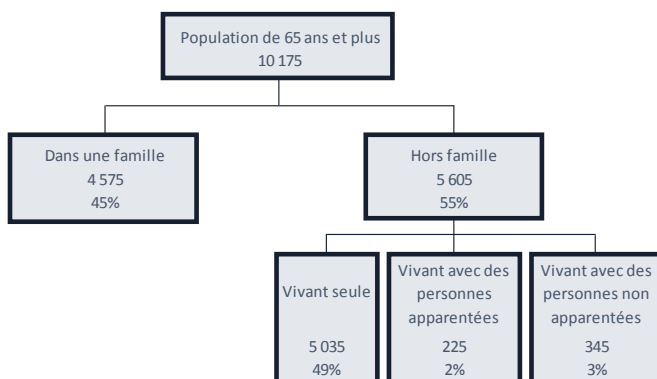 Population de 65 ans et plus
10 175
Dans une famille
4 575
45%
Hors famille
5 605
55%
Vivant seule
5 035
49%
Vivant avec des
personnes
apparentées
225
2%
Vivant avec des
personnes non
apparentées
345
3%